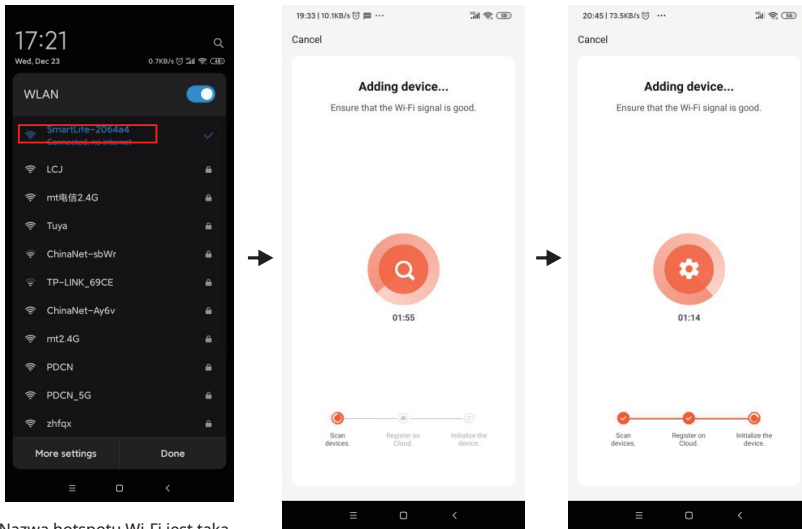 17:21
Wed, Dec 23 0.7KB/s
WLAN
SmartLife-2064a4
Connected, no internet
LCJ
mt电信2.4G
Tuya
ChinaNet-sbWr
TP-LINK_69CE
ChinaNet-Ay6v
mt2.4G
PDCN
PDCN_5G
zhfqx
More settings Done
Nazwa hotspotu Wi-Fi jest taka
19:33 | 10.1KB/s ··· 58
Cancel
Adding device...
Ensure that the Wi-Fi signal is good.
01:55
Scan devices.
Register on Cloud.
Initialize the device.
20:45 | 73.5KB/s ···
Cancel
Adding device...
Ensure that the Wi-Fi signal is good.
01:14
Scan devices.
Register on Cloud.
Initialize the device.